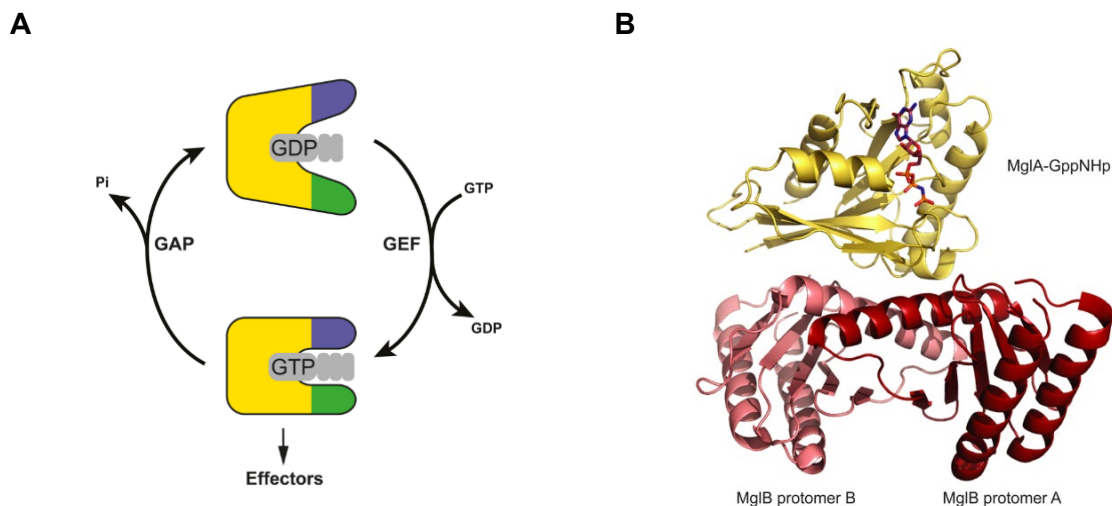 A
GDP
Pi
GTP
GAP
GEF
GDP
GTP
Effectors
B
MglA-GppNHp
MglB protomer B
MglB protomer A